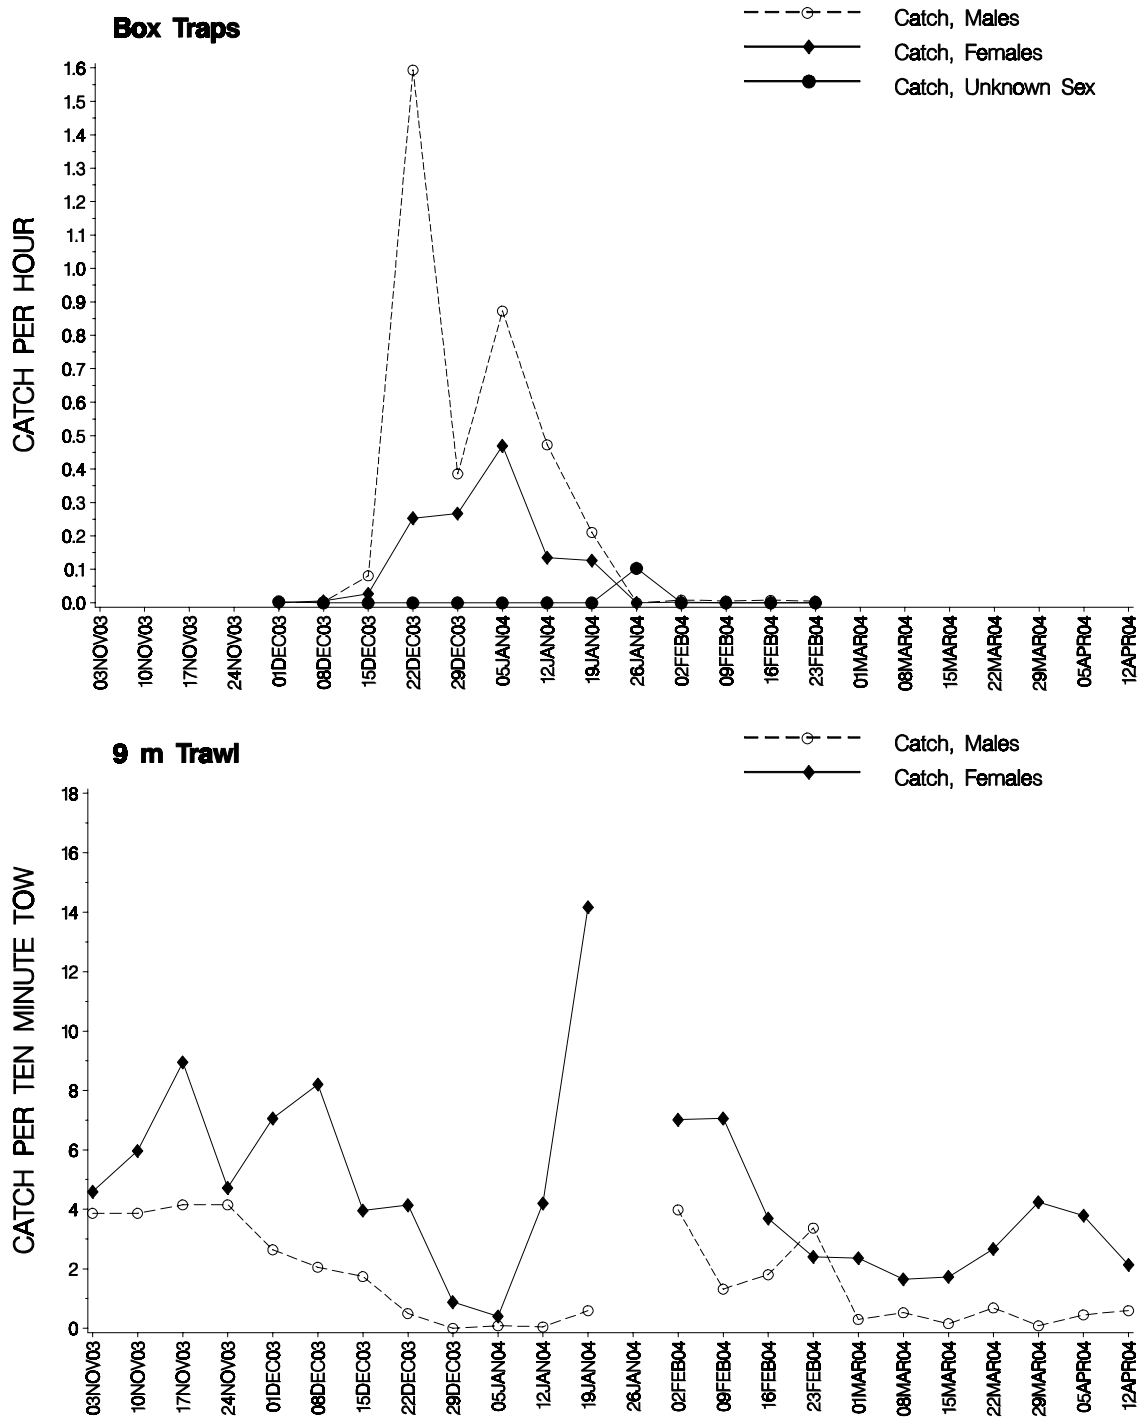 Box Traps
Catch, Males
Catch, Females
Catch, Unknown Sex
CATCH PER HOUR
1.6
1.5
1.4
1.3
1.2
1.1
1.0
0.9
0.8
0.7
0.6
0.5
0.4
0.3
0.2
0.1
0.0
03NOV03
10NOV03
17NOV03
24NOV03
01DEC03
08DEC03
15DEC03
22DEC03
29DEC03
05JAN04
12JAN04
19JAN04
26JAN04
02FEB04
09FEB04
16FEB04
23FEB04
01MAR04
08MAR04
15MAR04
22MAR04
29MAR04
05APR04
12APR04
9 m Trawl
Catch, Males
Catch, Females
CATCH PER TEN MINUTE TOW
18
16
14
12
10
8
6
4
2
0
03NOV03
10NOV03
17NOV03
24NOV03
01DEC03
08DEC03
15DEC03
22DEC03
29DEC03
05JAN04
12JAN04
19JAN04
26JAN04
02FEB04
09FEB04
16FEB04
23FEB04
01MAR04
08MAR04
15MAR04
22MAR04
29MAR04
05APR04
12APR04